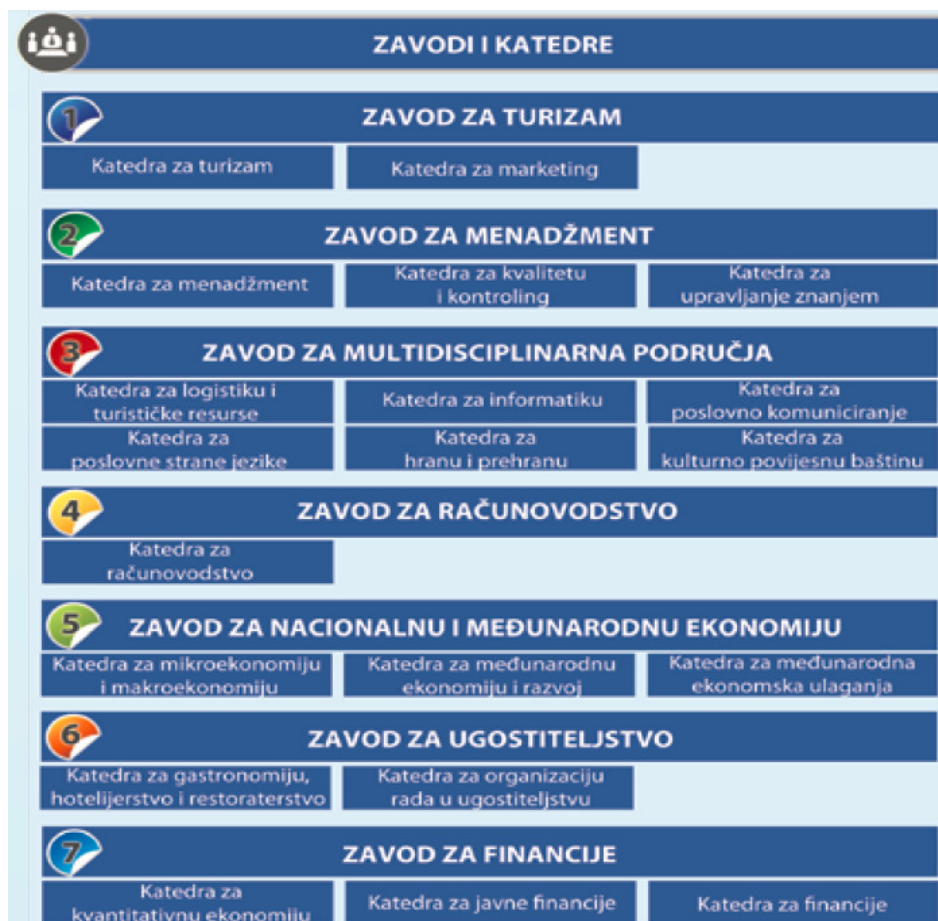 ZAVODI I KATEDRE
1
ZAVOD ZA TURIZAM
Katedra za turizam
Katedra za marketing
2
ZAVOD ZA MENADŽMENT
Katedra za menadžment
Katedra za kvalitetu
i kontroling
Katedra za
upravljanje znanjem
3
ZAVOD ZA MULTIDISCIPLINARNA PODRUČJA
Katedra za logistiku i
turističke resurse
Katedra za informatiku
Katedra za
poslovno komuniciranje
Katedra za
poslovne strane jezike
Katedra za
hranu i prehranu
Katedra za
kulturno povijesnu baštinu
4
ZAVOD ZA RAČUNOVODSTVO
Katedra za
računovodstvo
5
ZAVOD ZA NACIONALNU I MEĐUNARODNU EKONOMIJU
Katedra za mikroekonomiju
i makroekonomiju
Katedra za međunarodnu
ekonomiju i razvoj
Katedra za međunarodna
ekonomska ulaganja
6
ZAVOD ZA UGOSTITELJSTVO
Katedra za gastronomiju,
hotelijerstvo i restoraterstvo
Katedra za organizaciju
rada u ugostiteljstvu
7
ZAVOD ZA FINANCIJE
Katedra za
kvantitativnu ekonomiju
Katedra za javne financije
Katedra za financije